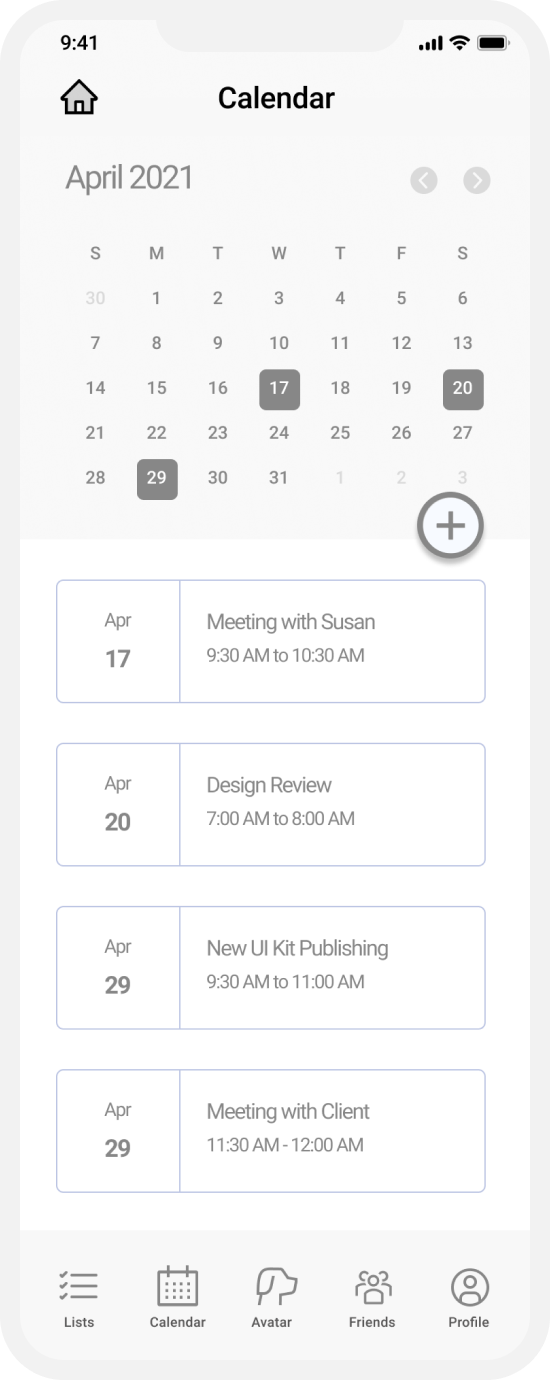 9:41
Calendar
April 2021
S M T W T F S
30 1 2 3 4 5 6
7 8 9 10 11 12 13
14 15 16 17 18 19 20
21 22 23 24 25 26 27
28 29 30 31 1 2 3
Apr
17
Meeting with Susan
9:30 AM to 10:30 AM
Apr
20
Design Review
7:00 AM to 8:00 AM
Apr
29
New UI Kit Publishing
9:30 AM to 11:00 AM
Apr
29
Meeting with Client
11:30 AM - 12:00 AM
Lists Calendar Avatar Friends Profile